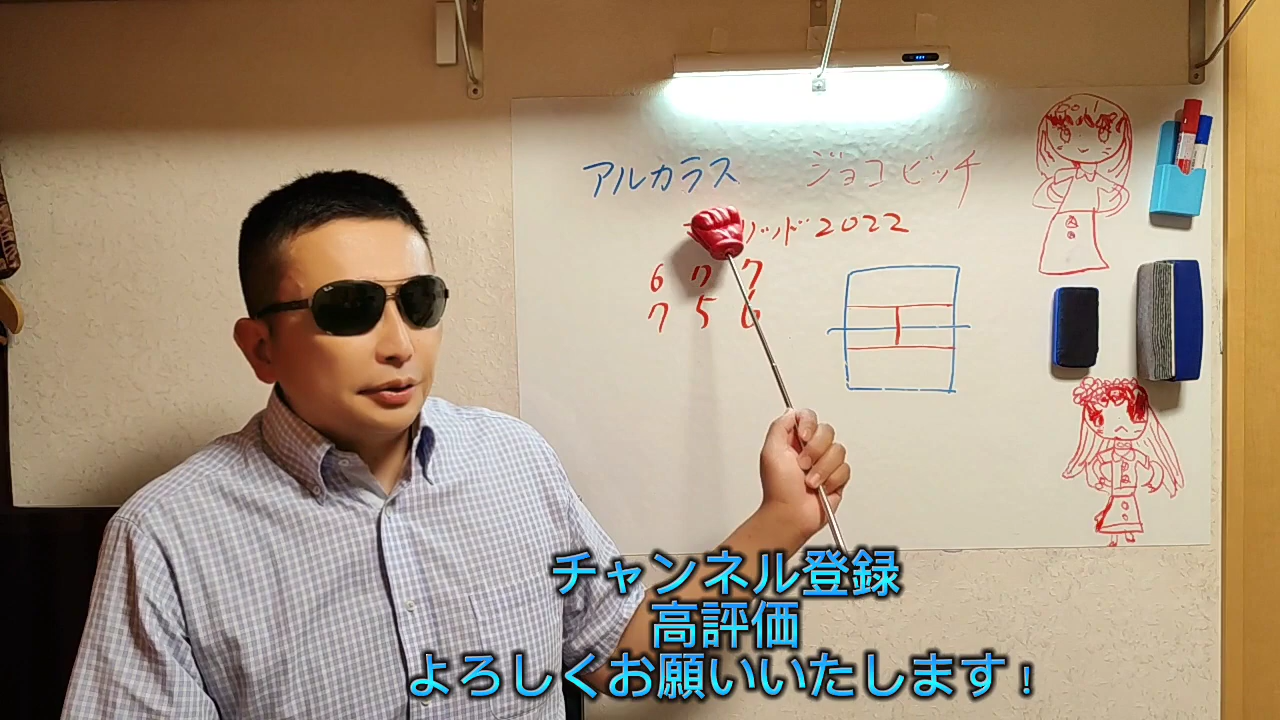 アルカラス ジョコビッチ
リッド2022
6 7 7
7 5 6
Ray-Ban
チャンネル登録
高評価
よろしくお願いいたします！